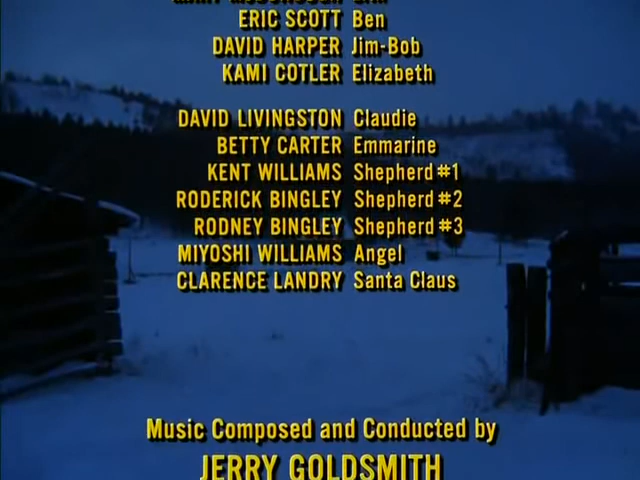 ERIC SCOTT Ben
DAVID HARPER Jim-Bob
KAMI COTLER Elizabeth
DAVID LIVINGSTON Claudie
BETTY CARTER Emmarine
KENT WILLIAMS Shepherd #1
RODERICK BINGLEY Shepherd #2
RODNEY BINGLEY Shepherd #3
MIYOSHI WILLIAMS Angel
CLARENCE LANDRY Santa Claus
Music Composed and Conducted by
JERRY GOLDSMITH